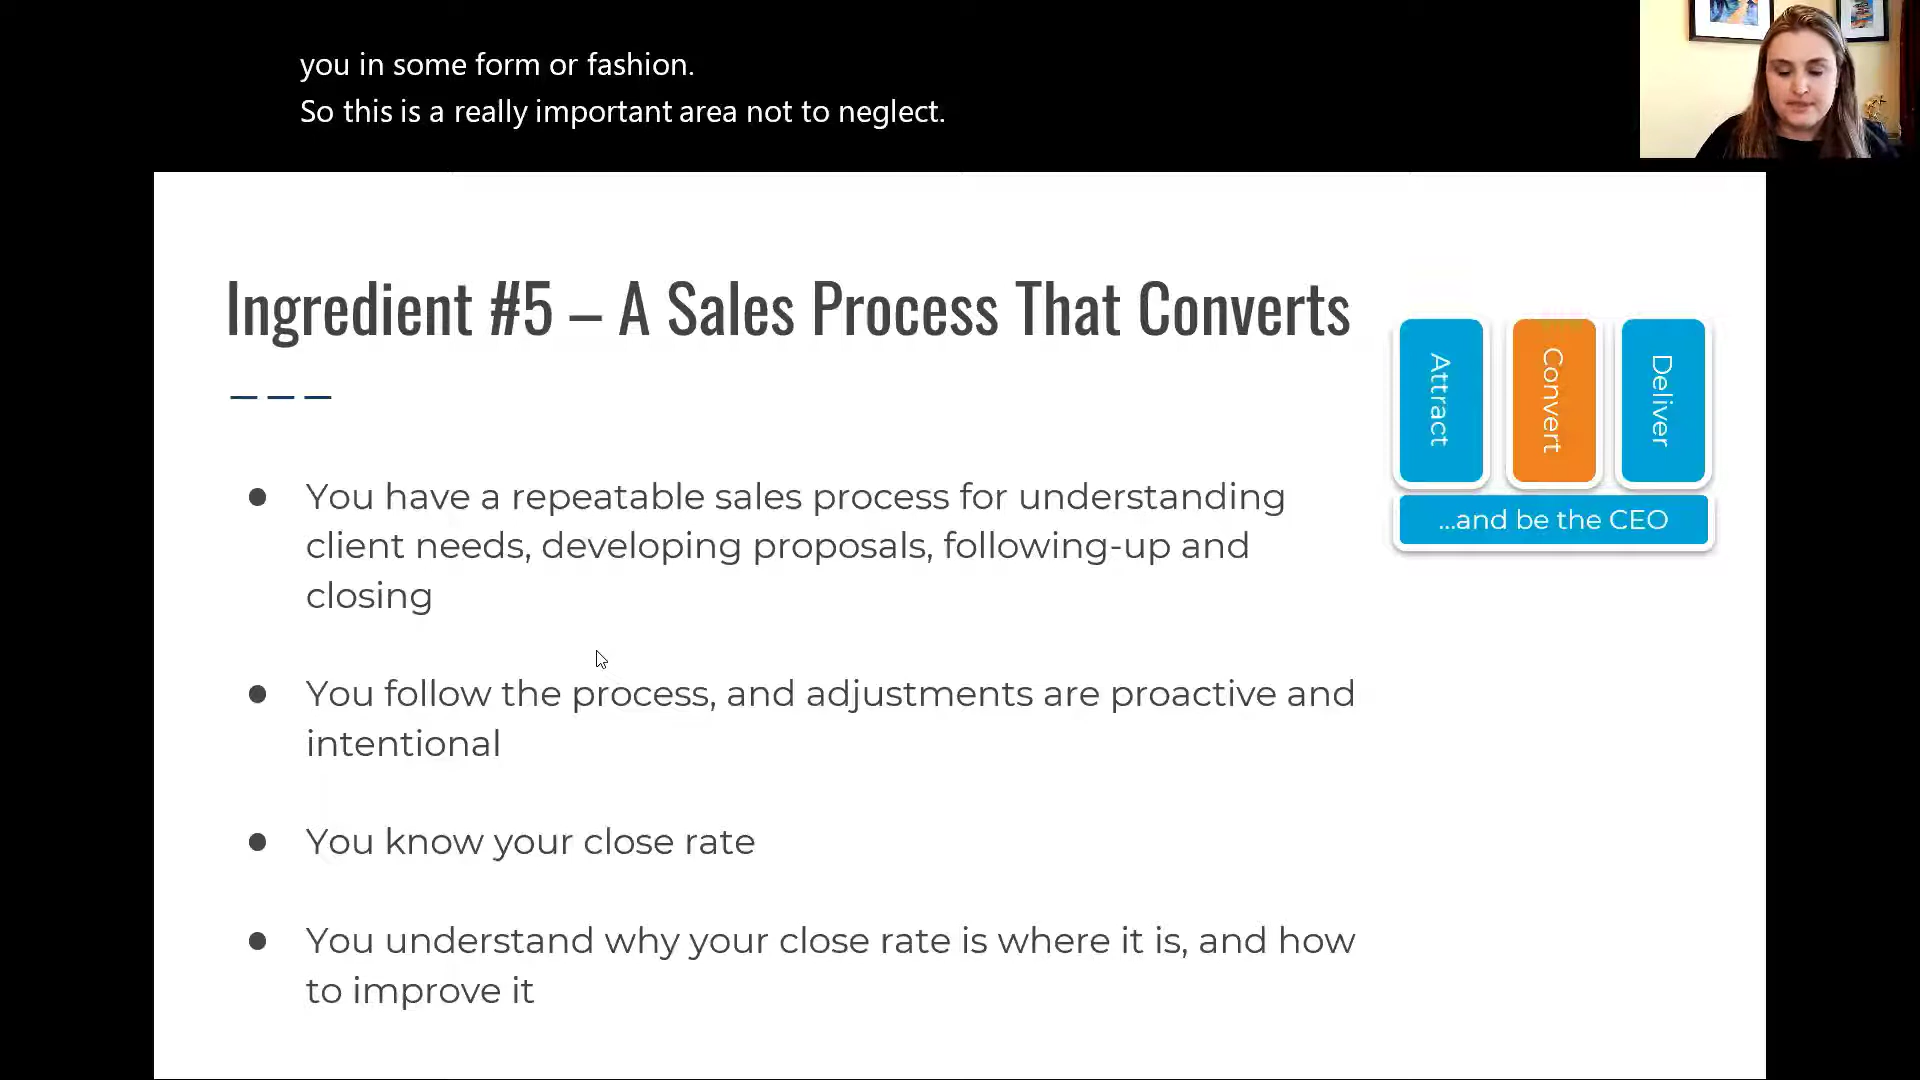 you in some form or fashion.
So this is a really important area not to neglect.
Ingredient #5 – A Sales Process That Converts
Attract
Convert
Deliver
...and be the CEO
● You have a repeatable sales process for understanding
client needs, developing proposals, following-up and
closing
● You follow the process, and adjustments are proactive and
intentional
● You know your close rate
● You understand why your close rate is where it is, and how
to improve it